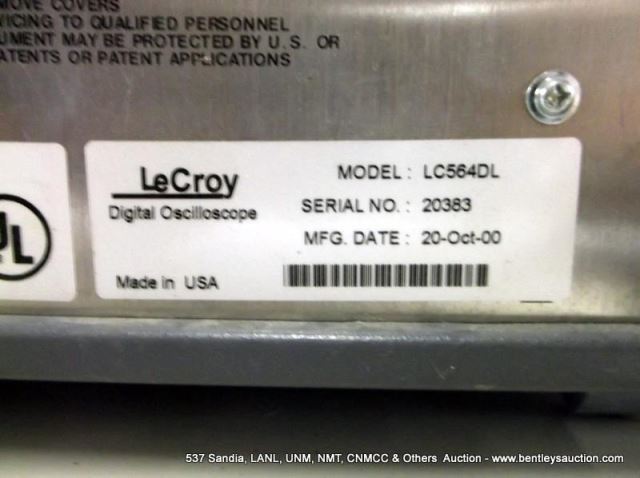 MOVE COVERS
VICING TO QUALIFIED PERSONNEL
UMENT MAY BE PROTECTED BY U.S. OR
ATENTS OR PATENT APPLICATIONS
UL
LeCroy
Digital Oscilloscope
Made in USA
MODEL : LC564DL
SERIAL NO. : 20383
MFG. DATE : 20-Oct-00
537 Sandia, LANL, UNM, NMT, CNMCC & Others Auction - www.bentleysauction.com